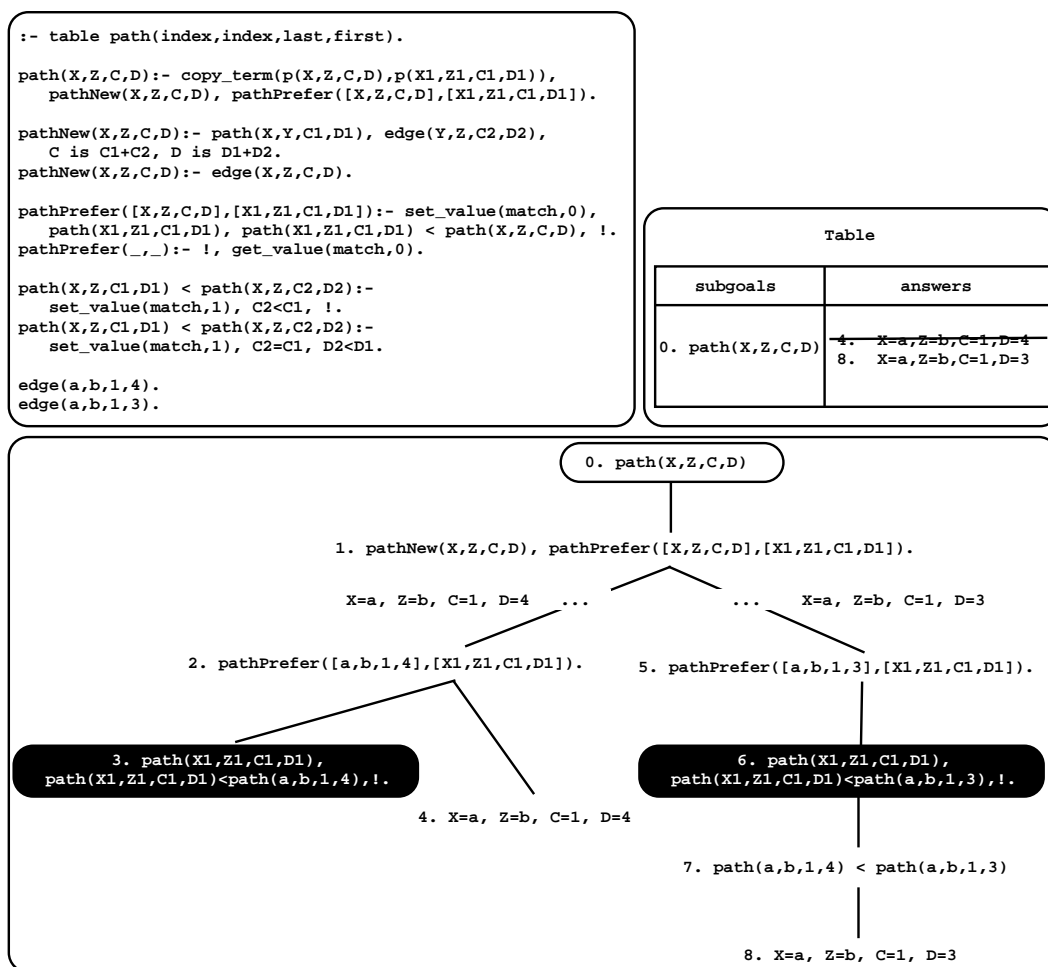 :- table path(index,index,last,first).
path(X,Z,C,D):- copy_term(p(X,Z,C,D),p(X1,Z1,C1,D1)),
pathNew(X,Z,C,D), pathPrefer([X,Z,C,D],[X1,Z1,C1,D1]).
pathNew(X,Z,C,D):- path(X,Y,C1,D1), edge(Y,Z,C2,D2),
C is C1+C2, D is D1+D2.
pathNew(X,Z,C,D):- edge(X,Z,C,D).
pathPrefer([X,Z,C,D],[X1,Z1,C1,D1]):- set_value(match,0),
path(X1,Z1,C1,D1), path(X1,Z1,C1,D1) < path(X,Z,C,D), !.
pathPrefer(_,_):- !, get_value(match,0).
path(X,Z,C1,D1) < path(X,Z,C2,D2):-
set_value(match,1), C2<C1, !.
path(X,Z,C1,D1) < path(X,Z,C2,D2):-
set_value(match,1), C2=C1, D2<D1.
edge(a,b,1,4).
edge(a,b,1,3).
Table
subgoals answers
0. path(X,Z,C,D)
4. X=a,Z=b,C=1,D=4
8. X=a,Z=b,C=1,D=3
0. path(X,Z,C,D)
1. pathNew(X,Z,C,D), pathPrefer([X,Z,C,D],[X1,Z1,C1,D1]).
X=a, Z=b, C=1, D=4 ... ... X=a, Z=b, C=1, D=3
2. pathPrefer([a,b,1,4],[X1,Z1,C1,D1]). 5. pathPrefer([a,b,1,3],[X1,Z1,C1,D1]).
3. path(X1,Z1,C1,D1),
path(X1,Z1,C1,D1)<path(a,b,1,4),!.
6. path(X1,Z1,C1,D1),
path(X1,Z1,C1,D1)<path(a,b,1,3),!.
4. X=a, Z=b, C=1, D=4
7. path(a,b,1,4) < path(a,b,1,3)
8. X=a, Z=b, C=1, D=3